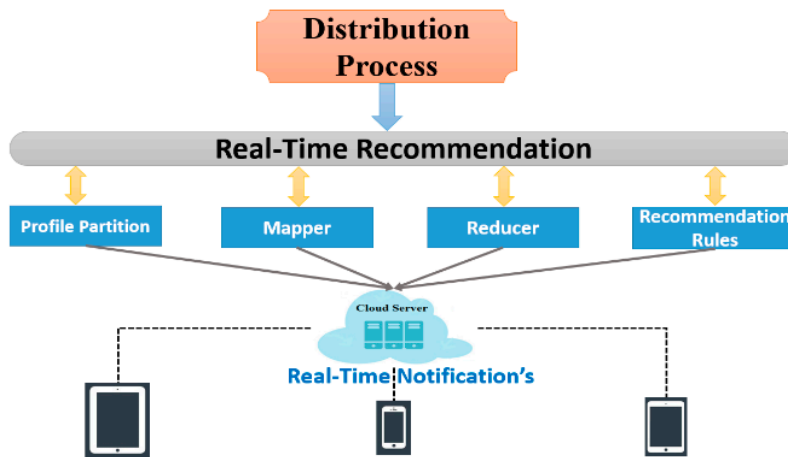 Distribution
Process
Real-Time Recommendation
Profile Partition
Mapper
Reducer
Recommendation
Rules
Cloud Server
Real-Time Notification's